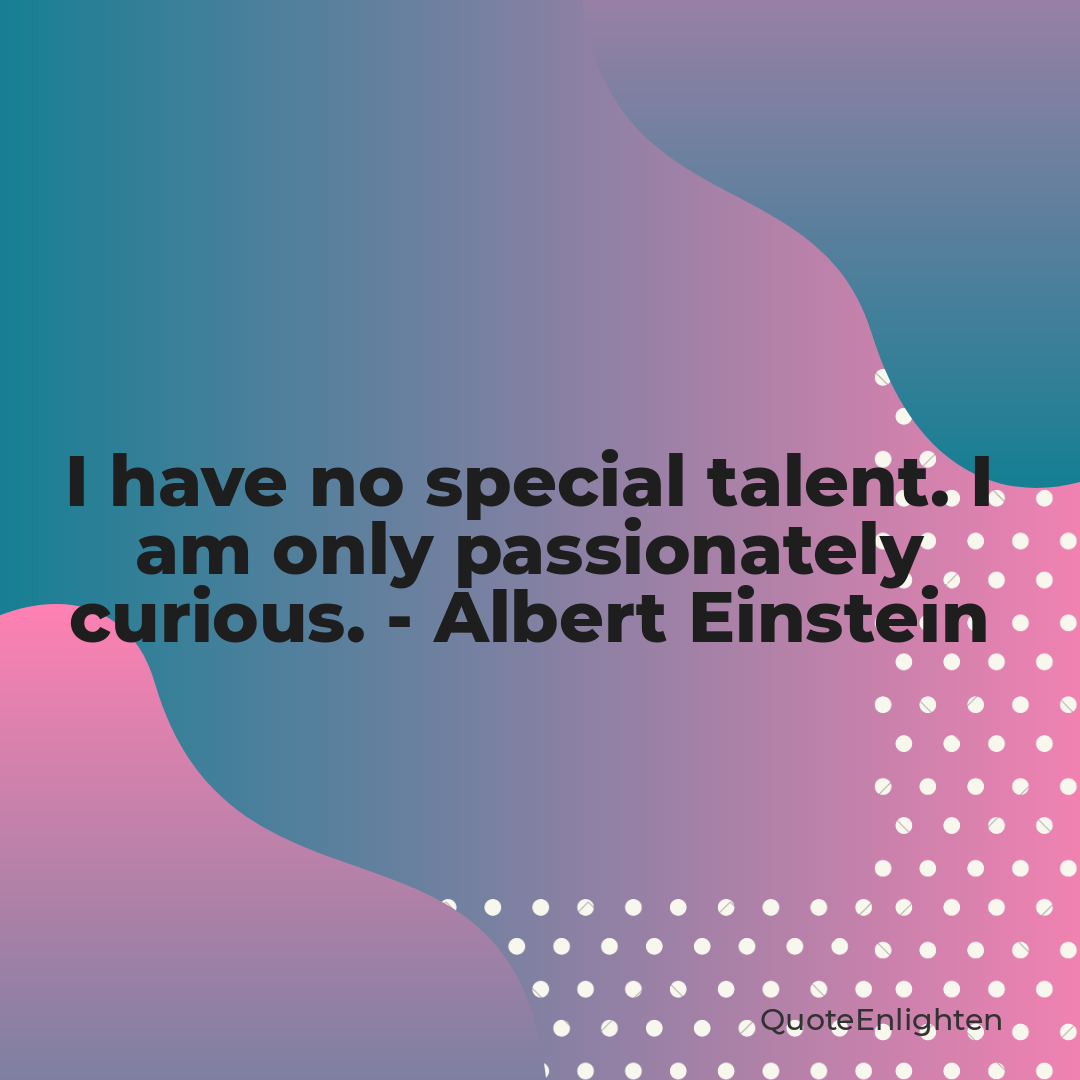 I have no special talent. I
am only passionately
curious. - Albert Einstein
QuoteEnlighten